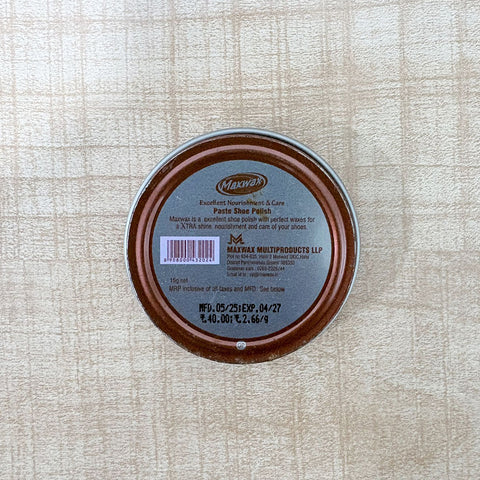 Maxwax
Excellent Nourishment & Care
Paste Shoe Polish
Maxwax is a excellent shoe polish with perfect waxes for
a XTRA shine nourishment and care of your shoes.
MAXWAX MULTIPRODUCTS LLP
15g net
MRP inclusive of all taxes and MFD. See below
MFD.05/25:EXP.04/27
₹.40.00:₹.2.66/g